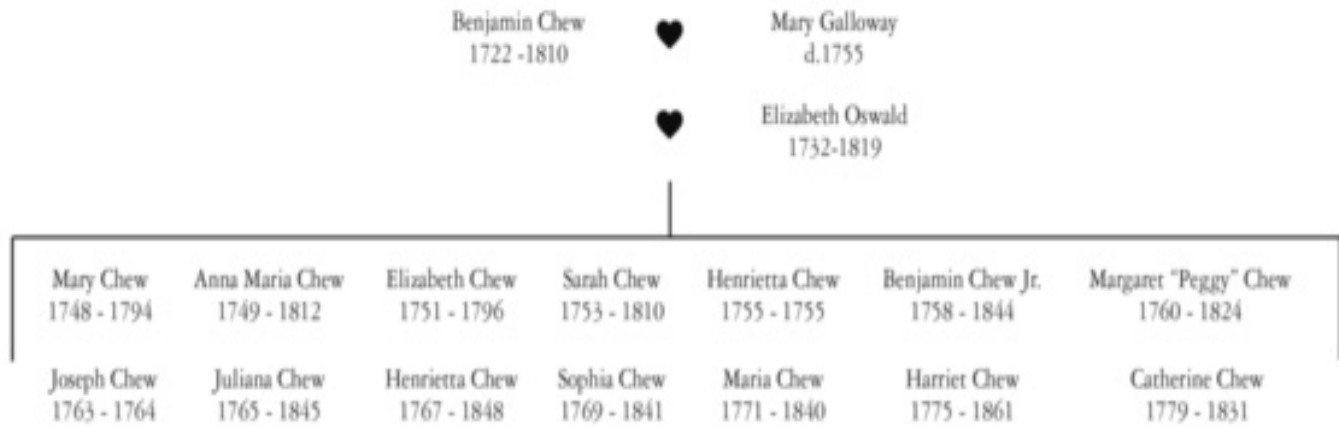 Benjamin Chew
1722 -1810
Mary Galloway
d.1755
Elizabeth Oswald
1732-1819
Mary Chew
1748 - 1794
Anna Maria Chew
1749 - 1812
Elizabeth Chew
1751 - 1796
Sarah Chew
1753 - 1810
Henrietta Chew
1755 - 1755
Benjamin Chew Jr.
1758 - 1844
Margaret "Peggy" Chew
1760 - 1824
Joseph Chew
1763 - 1764
Juliana Chew
1765 - 1845
Henrietta Chew
1767 - 1848
Sophia Chew
1769 - 1841
Maria Chew
1771 - 1840
Harriet Chew
1775 - 1861
Catherine Chew
1779 - 1831